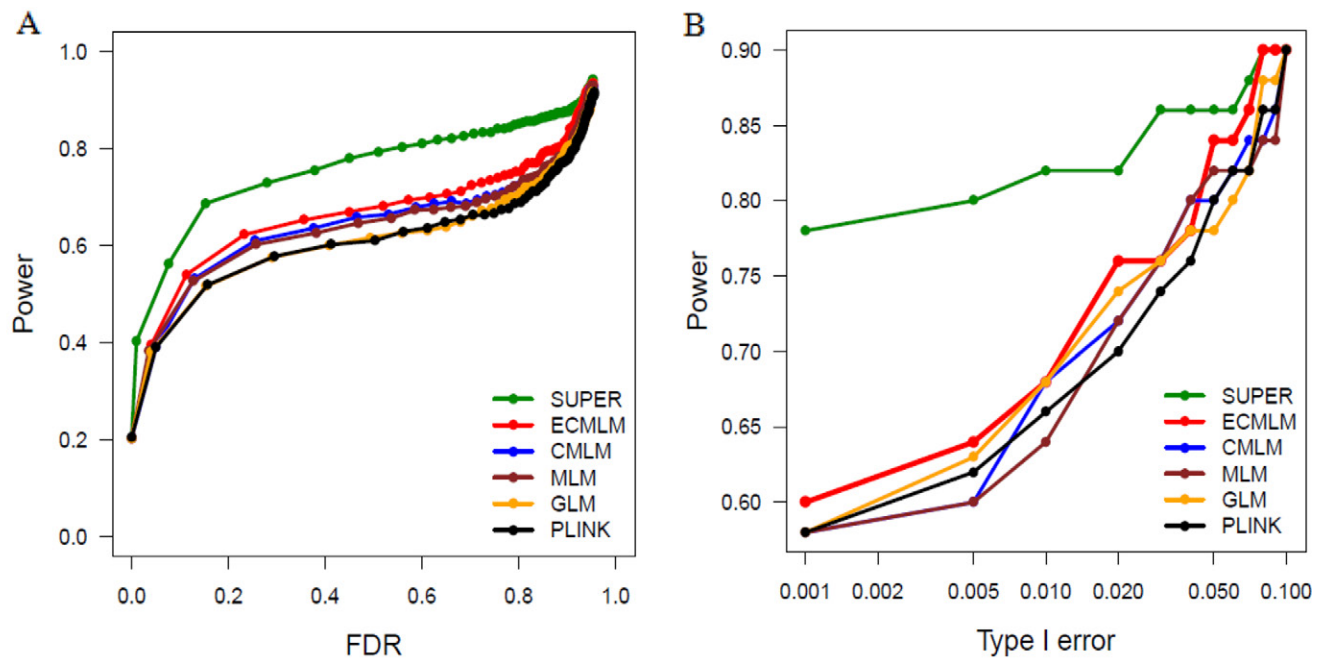 A
1.0
0.8
0.6
0.4
0.2
0.0
Power
0.0 0.2 0.4 0.6 0.8 1.0
FDR
SUPER
ECMLM
CMLM
MLM
GLM
PLINK
B
0.90
0.85
0.80
0.75
0.70
0.65
0.60
Power
0.001 0.002 0.005 0.010 0.020 0.050 0.100
Type I error
SUPER
ECMLM
CMLM
MLM
GLM
PLINK